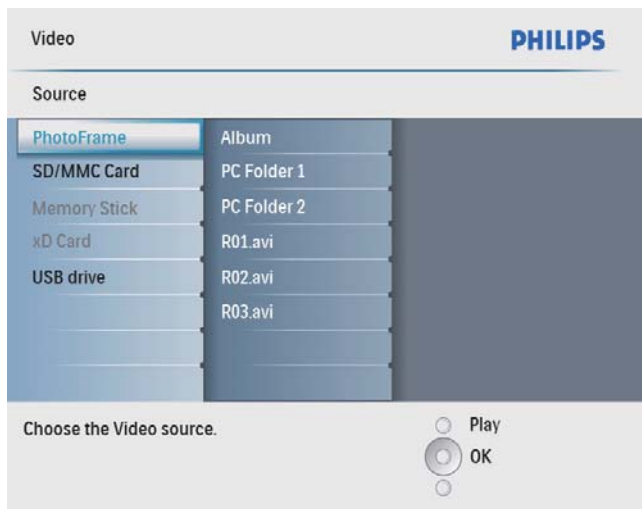 Video
PHILIPS
Source
PhotoFrame
Album
SD/MMC Card
PC Folder 1
Memory Stick
PC Folder 2
xD Card
R01.avi
USB drive
R02.avi
R03.avi
Choose the Video source.
Play
OK